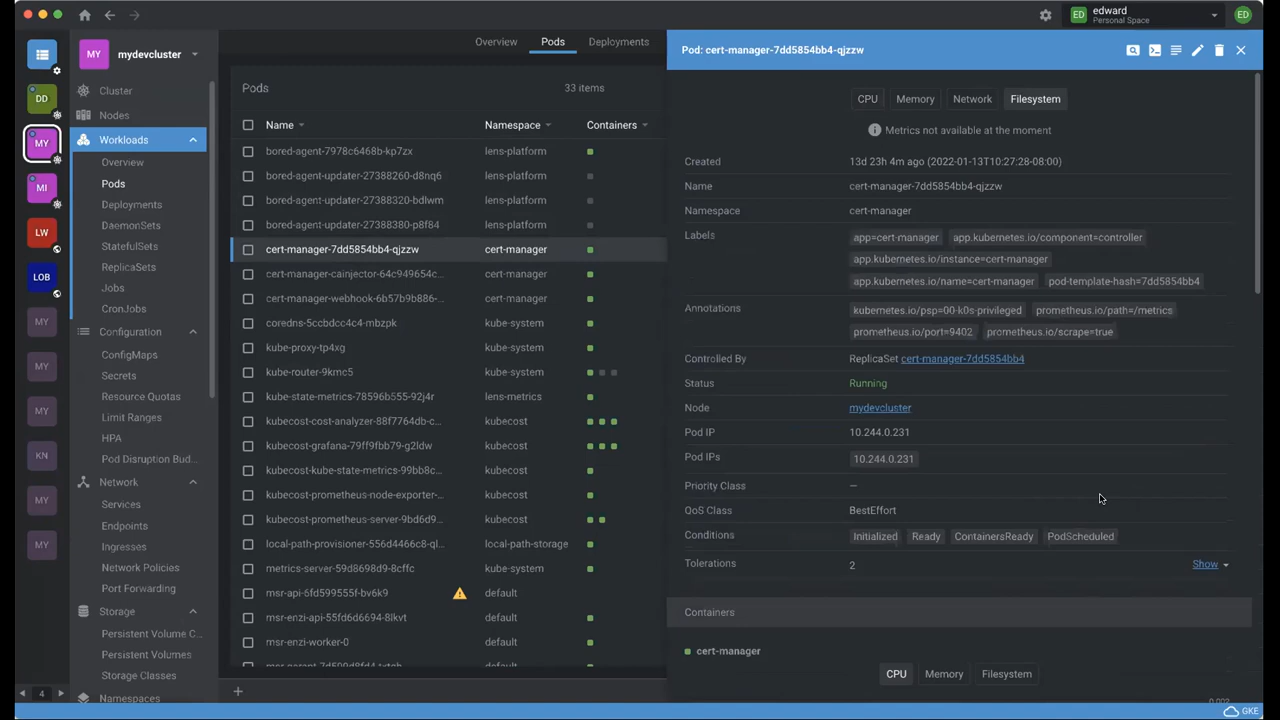 edward
ED
Personal Space
ED
MY
mydevcluster
Overview
Pods
Deployments
Pod: cert-manager-7dd5854bb4-qjzzw
DD
MY
MI
LW
LOB
MY
MY
MY
KN
MY
MY
4
Cluster
Nodes
Workloads
Overview
Pods
Deployments
DaemonSets
StatefulSets
ReplicaSets
Jobs
CronJobs
Configuration
ConfigMaps
Secrets
Resource Quotas
Limit Ranges
HPA
Pod Disruption Bud...
Network
Services
Endpoints
Ingresses
Network Policies
Port Forwarding
Storage
Persistent Volume C...
Persistent Volumes
Storage Classes
Namespaces
Pods 33 items
Name Namespace Containers
bored-agent-7978c6468b-kp7zx lens-platform
bored-agent-updater-27388260-d8nq6 lens-platform
bored-agent-updater-27388320-bdlwm lens-platform
bored-agent-updater-27388380-p8f84 lens-platform
cert-manager-7dd5854bb4-qjzzw cert-manager
cert-manager-cainjector-64c949654c... cert-manager
cert-manager-webhook-6b57b9b886-... cert-manager
coredns-5ccbdcc4c4-mbzpk kube-system
kube-proxy-tp4xg kube-system
kube-router-9kmc5 kube-system
kube-state-metrics-78596b555-92j4r lens-metrics
kubecost-cost-analyzer-88f7764db-c... kubecost
kubecost-grafana-79ff9fbb79-g2ldw kubecost
kubecost-kube-state-metrics-99bb8c... kubecost
kubecost-prometheus-node-exporter-... kubecost
kubecost-prometheus-server-9bd6d9... kubecost
local-path-provisioner-556d4466c8-ql... local-path-storage
metrics-server-59d8698d9-8cffc kube-system
msr-api-6fd599555f-bv6k9 default
msr-enzi-api-55fd6d6694-8lkvt default
msr-enzi-worker-0 default
default
CPU Memory Network Filesystem
Metrics not available at the moment
Created 13d 23h 4m ago (2022-01-13T10:27:28-08:00)
Name cert-manager-7dd5854bb4-qjzzw
Namespace cert-manager
Labels app=cert-manager app.kubernetes.io/component=controller
app.kubernetes.io/instance=cert-manager
app.kubernetes.io/name=cert-manager pod-template-hash=7dd5854bb4
Annotations kubernetes.io/psp=00-k0s-privileged prometheus.io/path=/metrics
prometheus.io/port=9402 prometheus.io/scrape=true
Controlled By ReplicaSet cert-manager-7dd5854bb4
Status Running
Node mydevcluster
Pod IP 10.244.0.231
Pod IPs 10.244.0.231
Priority Class —
QoS Class BestEffort
Conditions Initialized Ready ContainersReady PodScheduled
Tolerations 2 Show
Containers
cert-manager
CPU Memory Filesystem
0.002
GKE